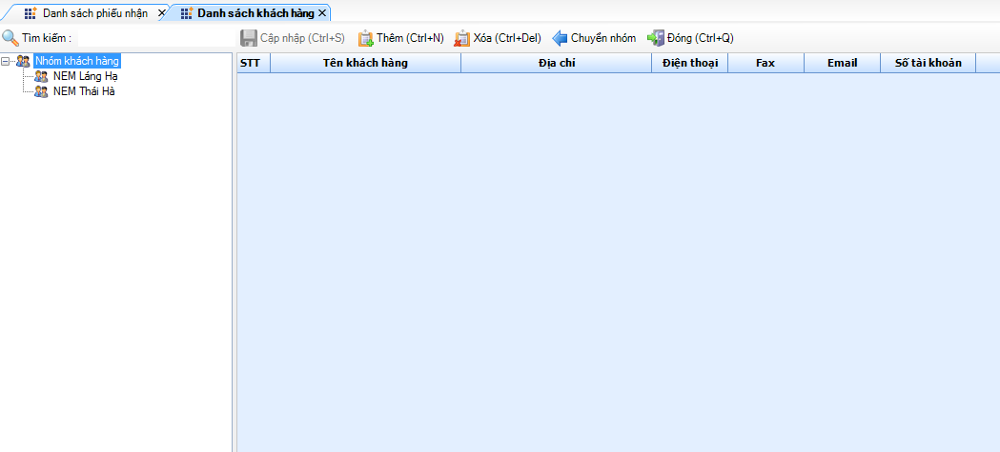 Danh sách phiếu nhận
Danh sách khách hàng
Tìm kiếm :
Cập nhập (Ctrl+S) Thêm (Ctrl+N) Xóa (Ctrl+Del) Chuyển nhóm Đóng (Ctrl+Q)
Nhóm khách hàng
NEM Láng Hạ
NEM Thái Hà
STT Tên khách hàng Địa chỉ Điện thoại Fax Email Số tài khoản